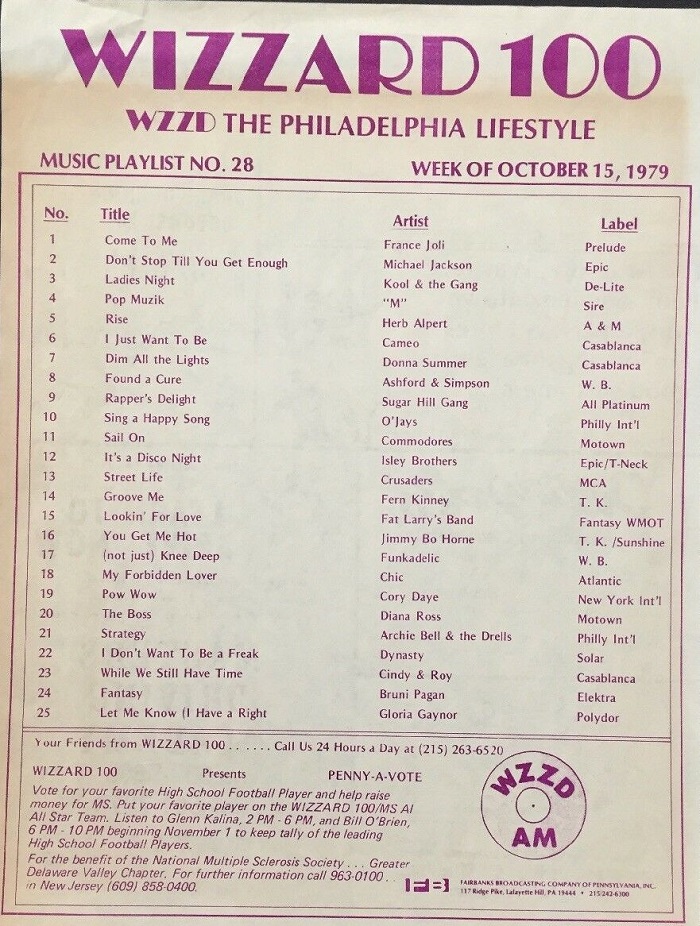 WIZZARD 100
WZZD THE PHILADELPHIA LIFESTYLE
MUSIC PLAYLIST NO. 28 WEEK OF OCTOBER 15, 1979
No. Title Artist Label
1 Come To Me France Joli Prelude
2 Don't Stop Till You Get Enough Michael Jackson Epic
3 Ladies Night Kool & the Gang De-Lite
4 Pop Muzik "M" Sire
5 Rise Herb Alpert A & M
6 I Just Want To Be Cameo Casablanca
7 Dim All the Lights Donna Summer Casablanca
8 Found a Cure Ashford & Simpson W. B.
9 Rapper's Delight Sugar Hill Gang All Platinum
10 Sing a Happy Song O'Jays Philly Int'l
11 Sail On Commodores Motown
12 It's a Disco Night Isley Brothers Epic/T-Neck
13 Street Life Crusaders MCA
14 Groove Me Fern Kinney T. K.
15 Lookin' For Love Fat Larry's Band Fantasy WMOT
16 You Get Me Hot Jimmy Bo Horne T. K. /Sunshine
17 (not just) Knee Deep Funkadelic W. B.
18 My Forbidden Lover Chic Atlantic
19 Pow Wow Cory Daye New York Int'l
20 The Boss Diana Ross Motown
21 Strategy Archie Bell & the Drells Philly Int'l
22 I Don't Want To Be a Freak Dynasty Solar
23 While We Still Have Time Cindy & Roy Casablanca
24 Fantasy Bruni Pagan Elektra
25 Let Me Know (I Have a Right Gloria Gaynor Polydor
Your Friends from WIZZARD 100 . . . . . . Call Us 24 Hours a Day at (215) 263-6520
WIZZARD 100 Presents PENNY-A-VOTE
Vote for your favorite High School Football Player and help raise
money for MS. Put your favorite player on the WIZZARD 100/MS Al
All Star Team. Listen to Glenn Kalina, 2 PM - 6 PM, and Bill O'Brien,
6 PM - 10 PM beginning November 1 to keep tally of the leading
High School Football Players.
For the benefit of the National Multiple Sclerosis Society . . . Greater
Delaware Valley Chapter. For further information call 963-0100 . .
in New Jersey (609) 858-0400.
WZZD
AM
FAIRBANKS BROADCASTING COMPANY OF PENNSYLVANIA, INC.
117 Ridge Pike, Lafayette Hill, PA 19444 • 215/242-6300